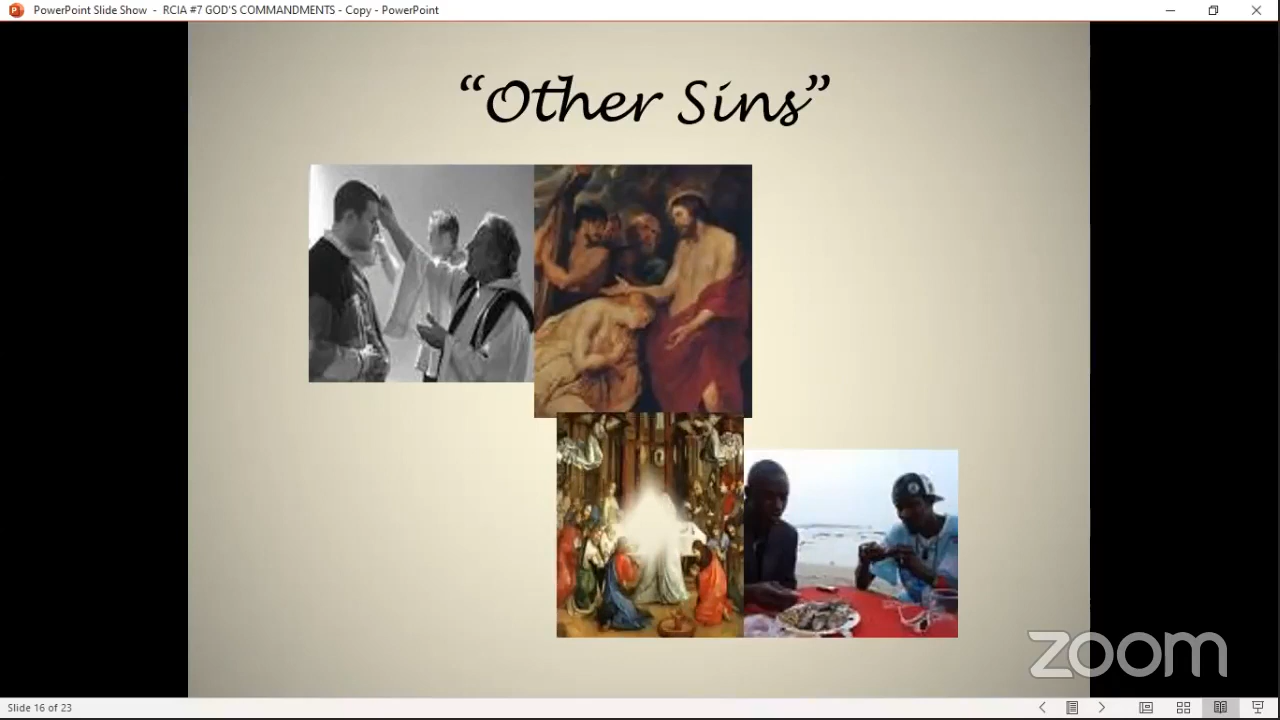 PowerPoint Slide Show - RCIA #7 GOD'S COMMANDMENTS - Copy - PowerPoint
“Other Sins”
zoom
Slide 16 of 23